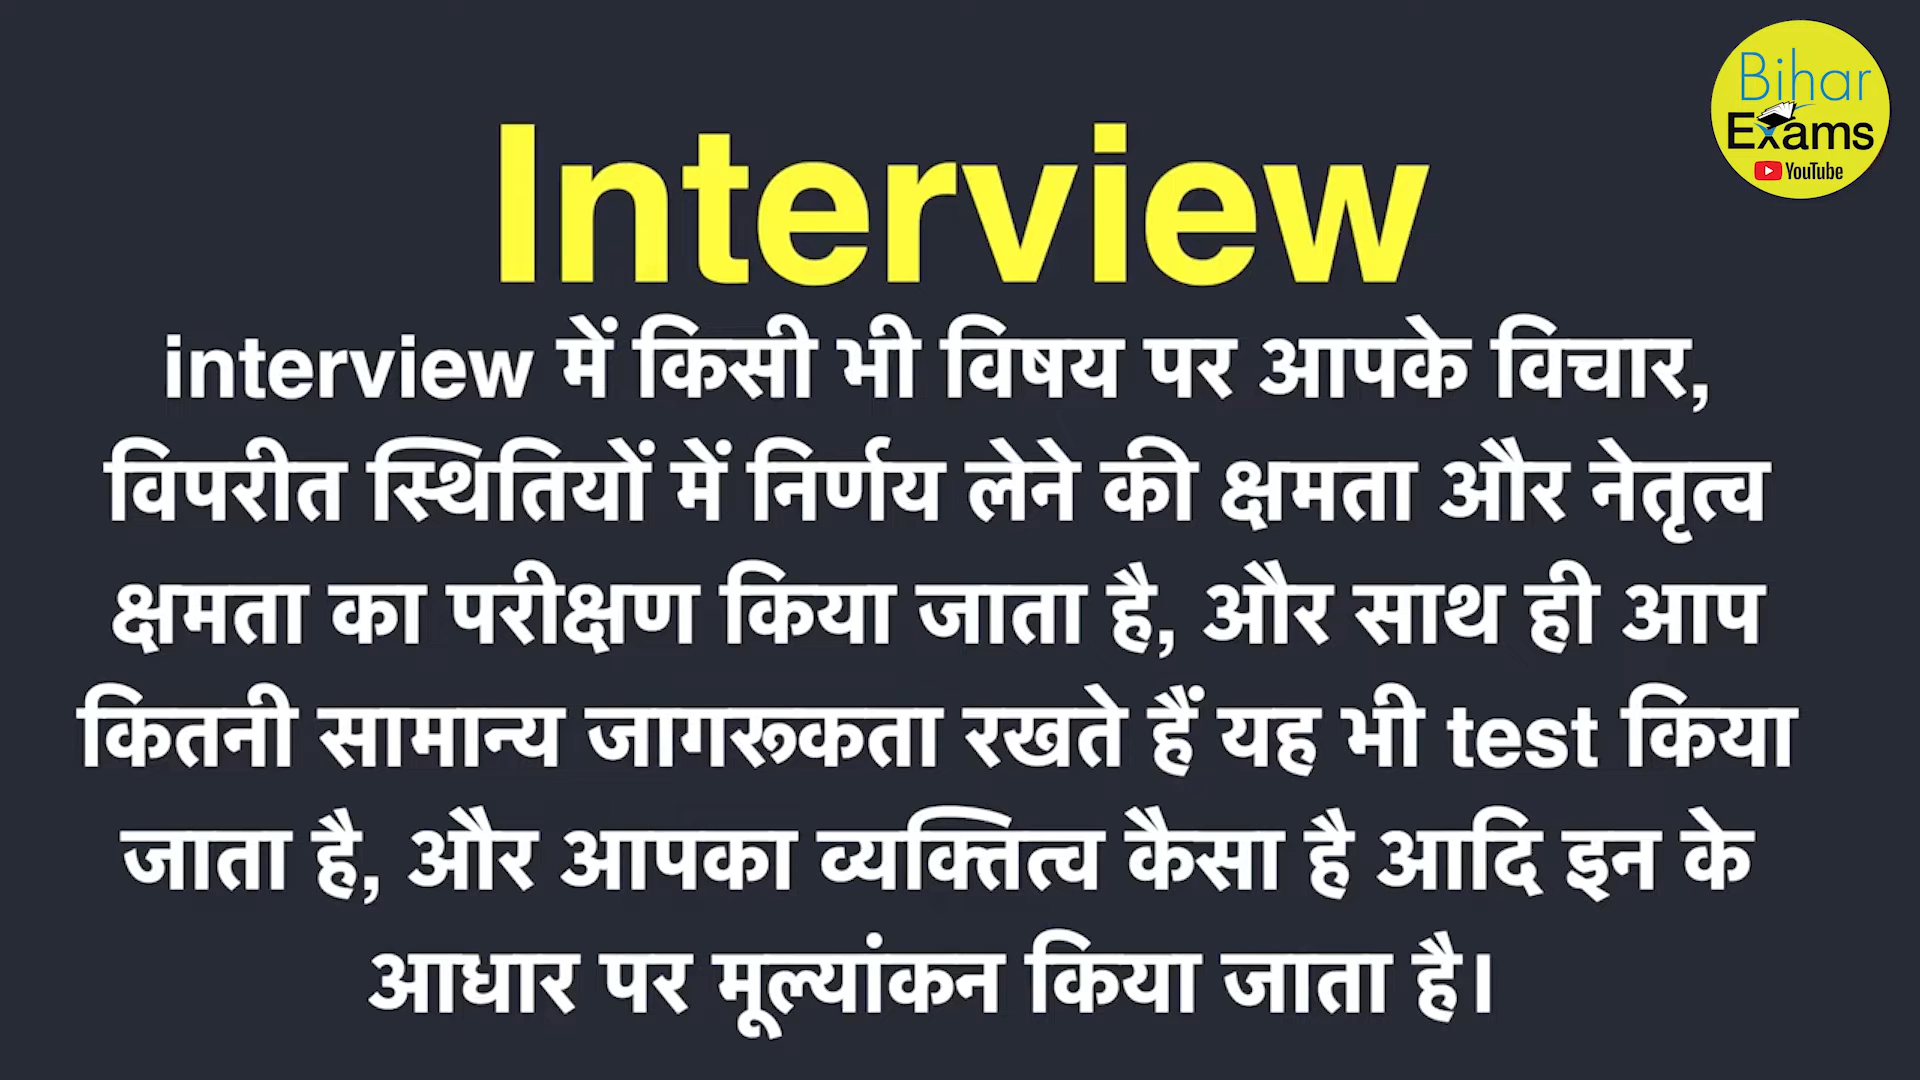 Bihar
Exams
YouTube
Interview
interview में किसी भी विषय पर आपके विचार,
विपरीत स्थितियों में निर्णय लेने की क्षमता और नेतृत्व
क्षमता का परीक्षण किया जाता है, और साथ ही आप
कितनी सामान्य जागरूकता रखते हैं यह भी test किया
जाता है, और आपका व्यक्तित्व कैसा है आदि इन के
आधार पर मूल्यांकन किया जाता है।